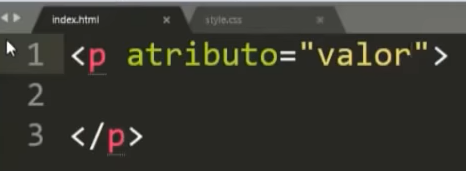 index.html
style.css
1 <p atributo="valor">
2
3 </p>